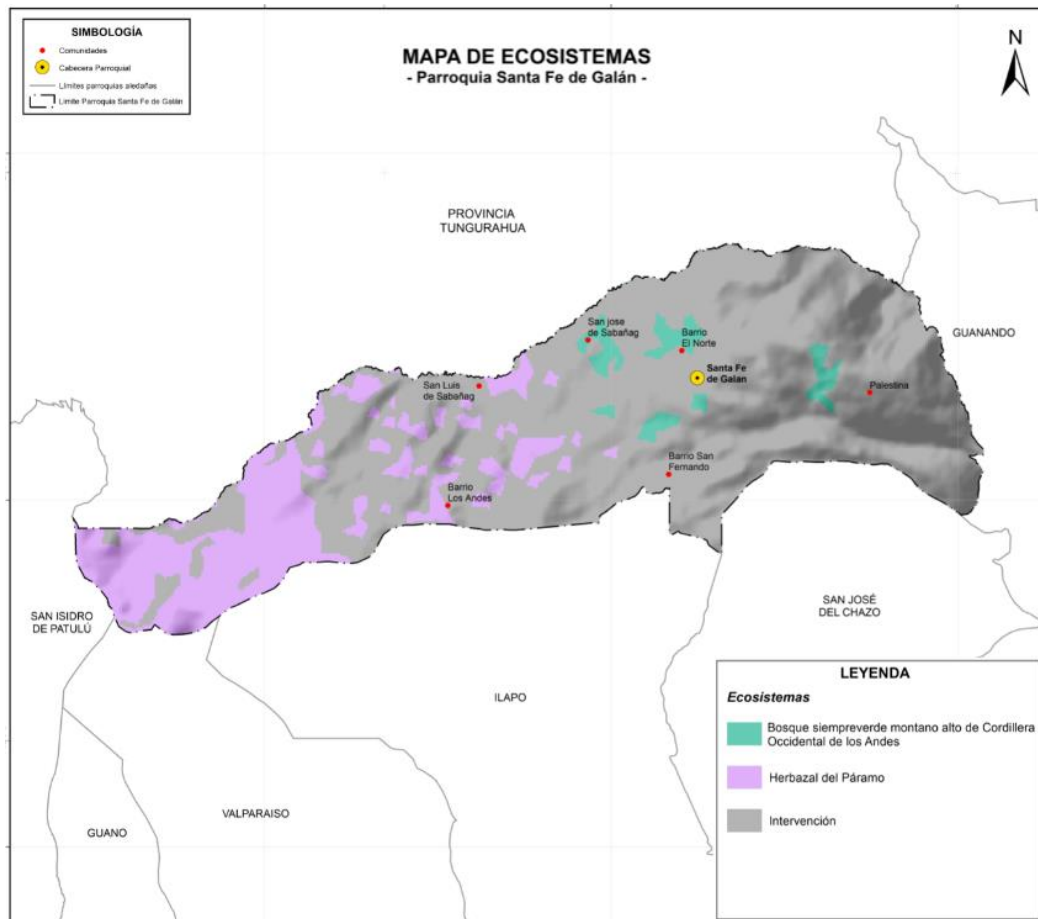 SIMBOLOGÍA
Comunidades
Cabecera Parroquial
Límites parroquias aledañas
Límite Parroquia Santa Fe de Galán
MAPA DE ECOSISTEMAS
- Parroquia Santa Fe de Galán -
N
PROVINCIA
TUNGURAHUA
GUANANDO
San jose
de Sabañag
Barrio
El Norte
Santa Fe
de Galan
Palestina
San Luis
de Sabañag
Barrio San
Fernando
Barrio
Los Andes
SAN ISIDRO
DE PATULÚ
SAN JOSÉ
DEL CHAZO
ILAPO
VALPARAISO
GUANO
LEYENDA
Ecosistemas
Bosque siempreverde montano alto de Cordillera
Occidental de los Andes
Herbazal del Páramo
Intervención